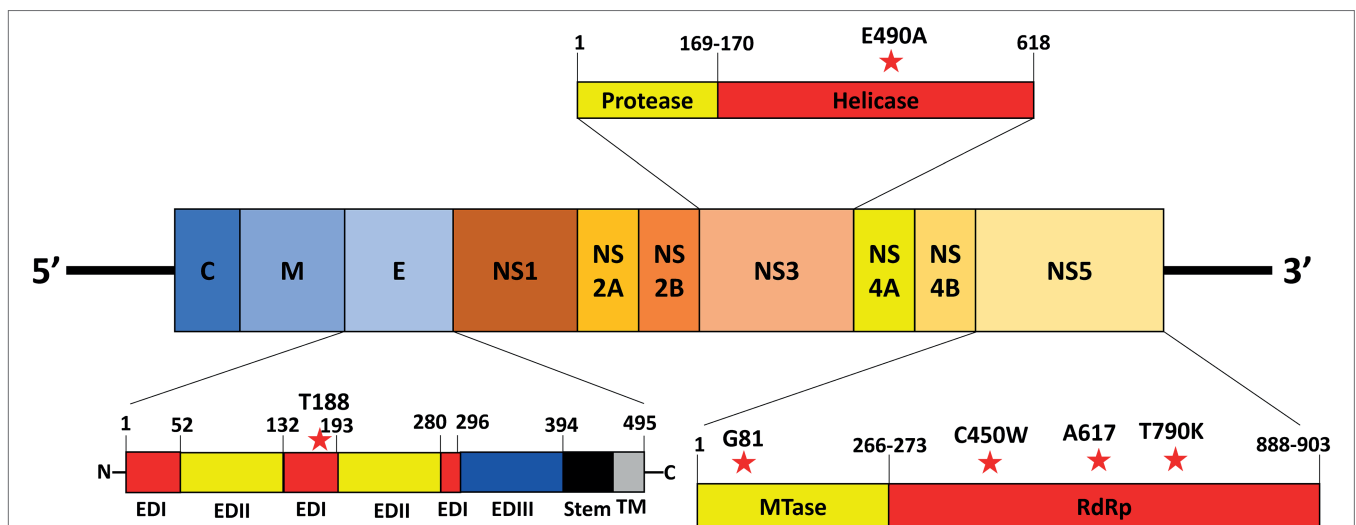 1 169-170 E490A 618
Protease Helicase
5’ C M E NS1 NS 2A NS 2B NS3 NS 4A NS 4B NS5 3’
T188
1 52 132 193 280 296 394 495
N C
EDI EDII EDI EDII EDI EDIII Stem TM
1 G81 266-273 C450W A617 T790K 888-903
MTase RdRp